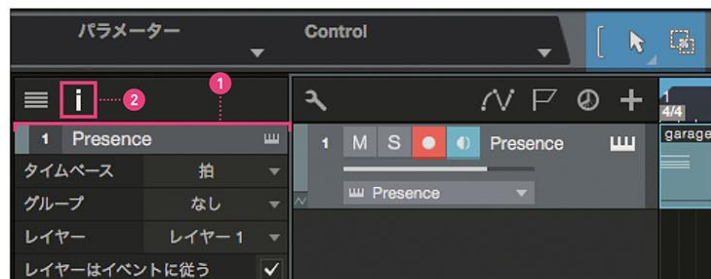 パラメーター
Control
1
2
1
4/4
1 Presence
1 M S Presence
garage
タイムベース 拍
Presence
グループ なし
レイヤー レイヤー 1
レイヤーはイベントに従う